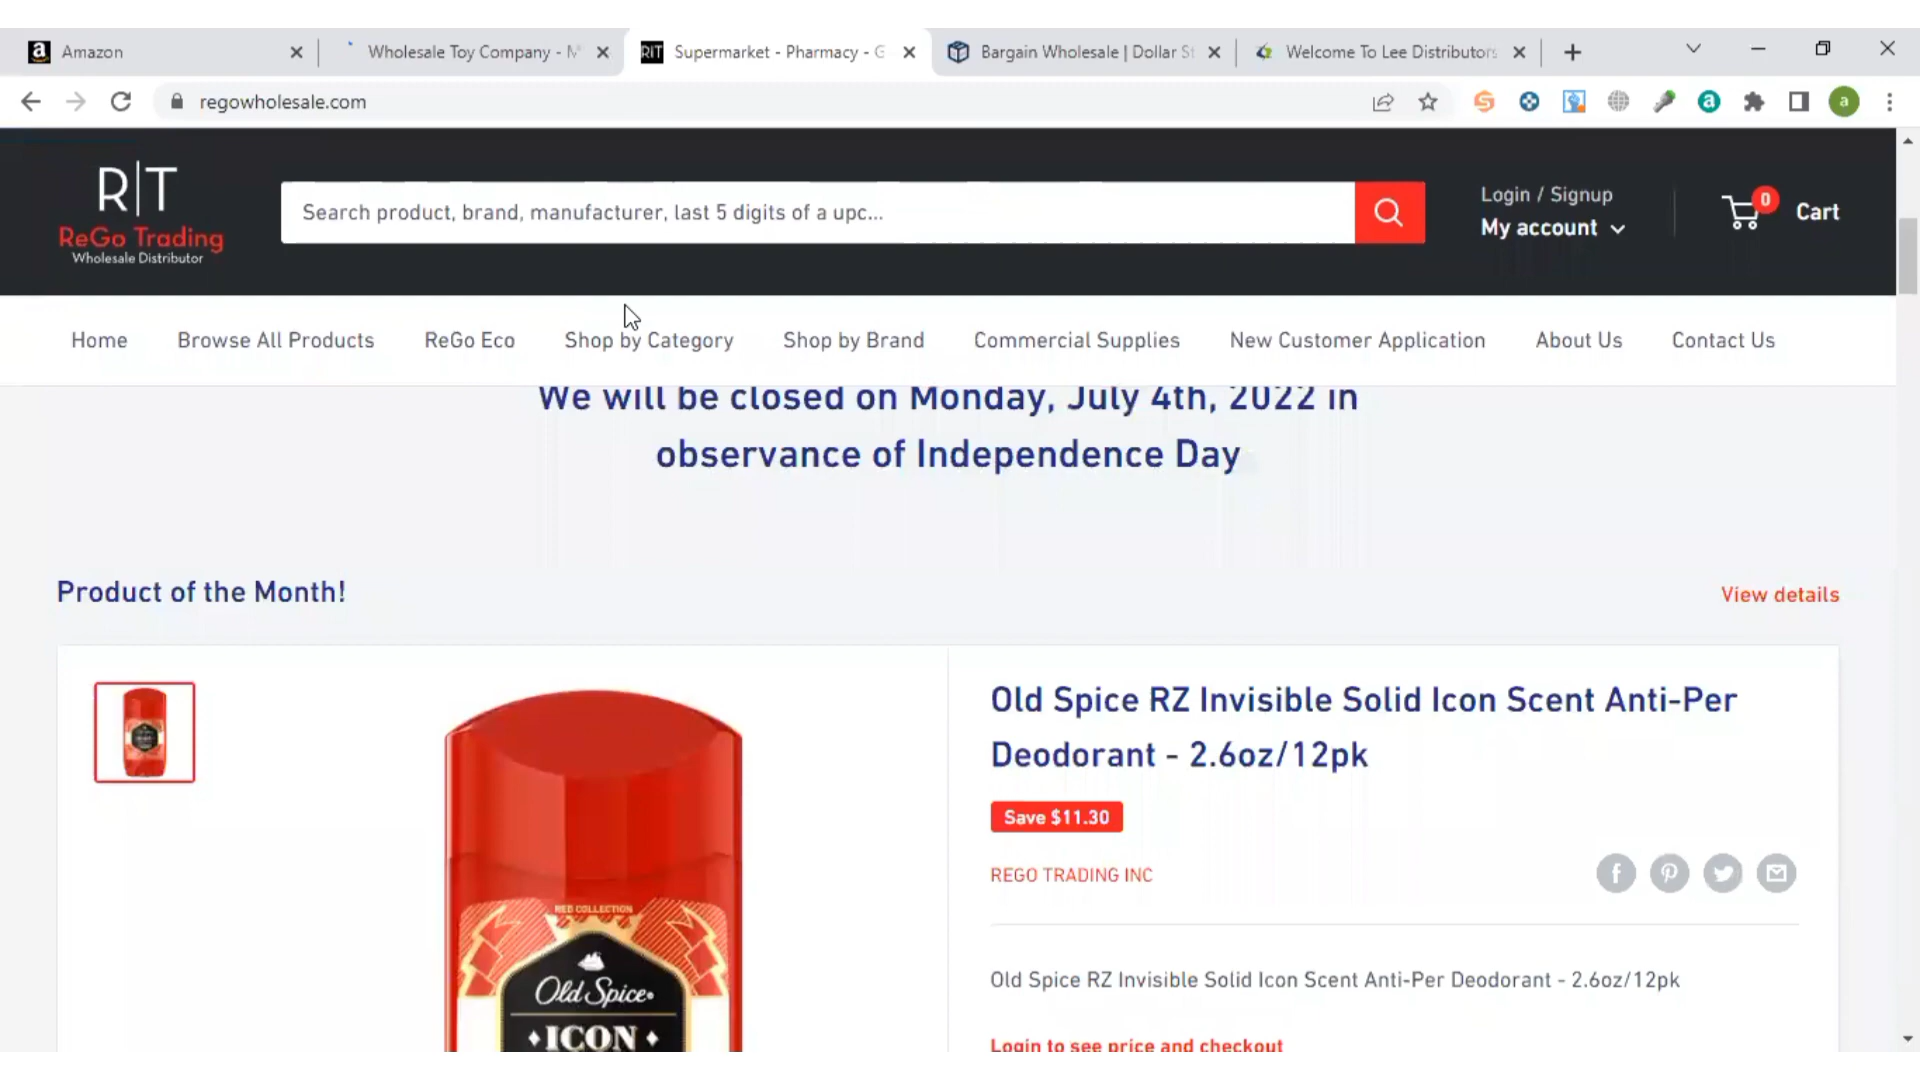 a Amazon
Wholesale Toy Company - M
RIT Supermarket - Pharmacy - G
Bargain Wholesale | Dollar St
Welcome To Lee Distributors
regowholesale.com
R|T
ReGo Trading
Wholesale Distributor
Search product, brand, manufacturer, last 5 digits of a upc...
Login / Signup
My account
0
Cart
Home
Browse All Products
ReGo Eco
Shop by Category
Shop by Brand
Commercial Supplies
New Customer Application
About Us
Contact Us
We will be closed on Monday, July 4th, 2022 in
observance of Independence Day
Product of the Month!
View details
Old Spice RZ Invisible Solid Icon Scent Anti-Per
Deodorant - 2.6oz/12pk
Save $11.30
REGO TRADING INC
Old Spice RZ Invisible Solid Icon Scent Anti-Per Deodorant - 2.6oz/12pk
Login to see price and checkout
RED COLLECTION
Old Spice
ICON